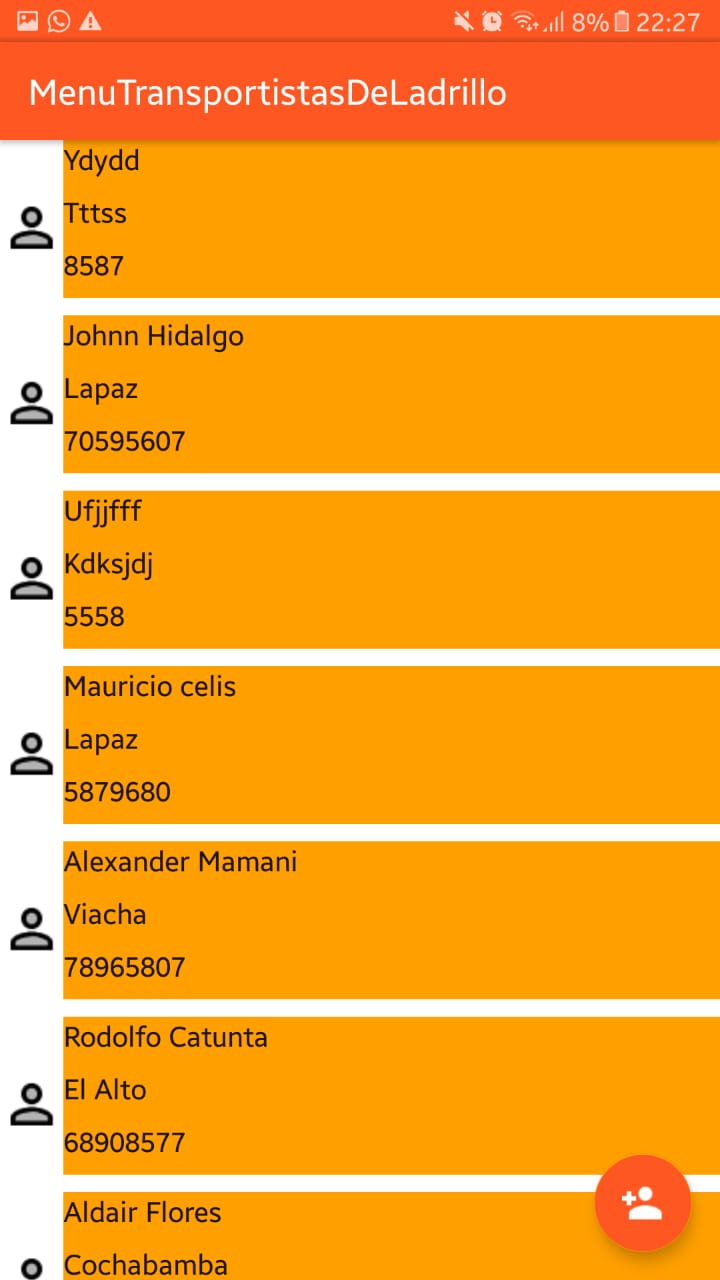 8% 22:27
MenuTransportistasDeLadrillo
Ydydd
Tttss
8587
Johnn Hidalgo
Lapaz
70595607
Ufjjfff
Kdksjdj
5558
Mauricio celis
Lapaz
5879680
Alexander Mamani
Viacha
78965807
Rodolfo Catunta
El Alto
68908577
Aldair Flores
Cochabamba